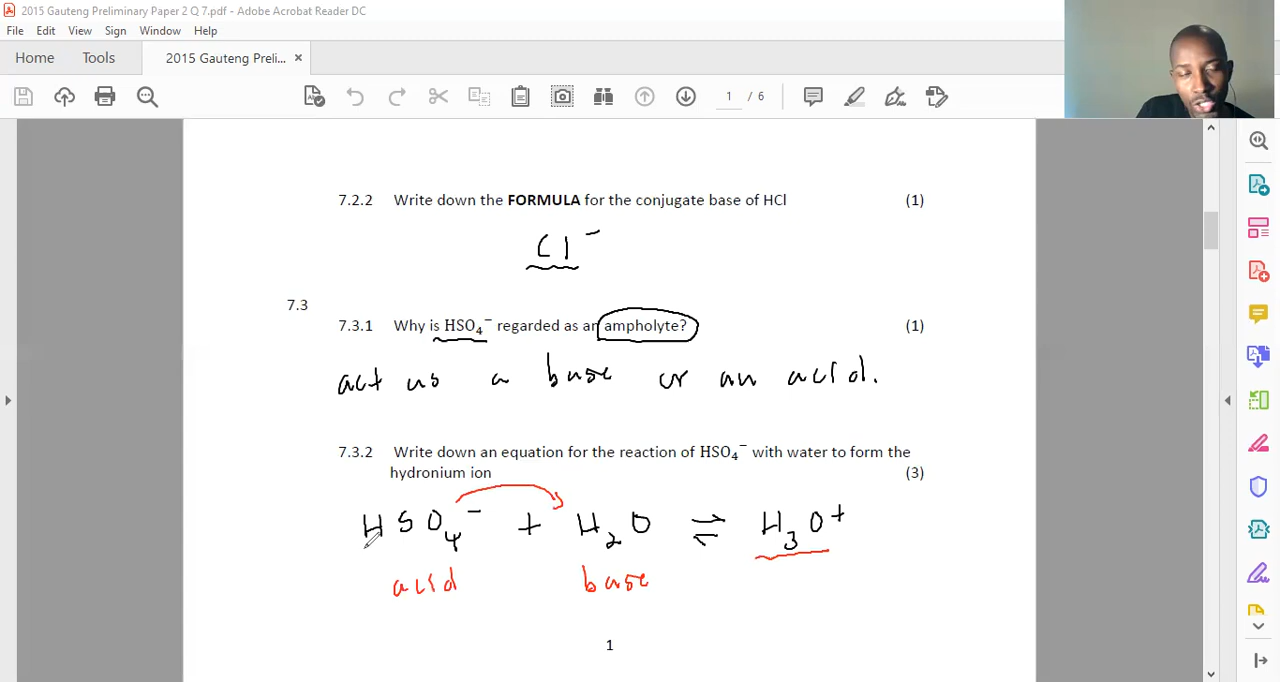 2015 Gauteng Preliminary Paper 2 Q 7.pdf - Adobe Acrobat Reader DC
File Edit View Sign Window Help
Home Tools 2015 Gauteng Preli... ×
1 / 6
7.2.2 Write down the FORMULA for the conjugate base of HCl (1)
Cl⁻
7.3
7.3.1 Why is HSO₄⁻ regarded as an ampholyte? (1)
act as a base or an acid.
7.3.2 Write down an equation for the reaction of HSO₄⁻ with water to form the
hydronium ion (3)
HSO₄⁻ + H₂O ⇌ H₃O⁺
acid base
1